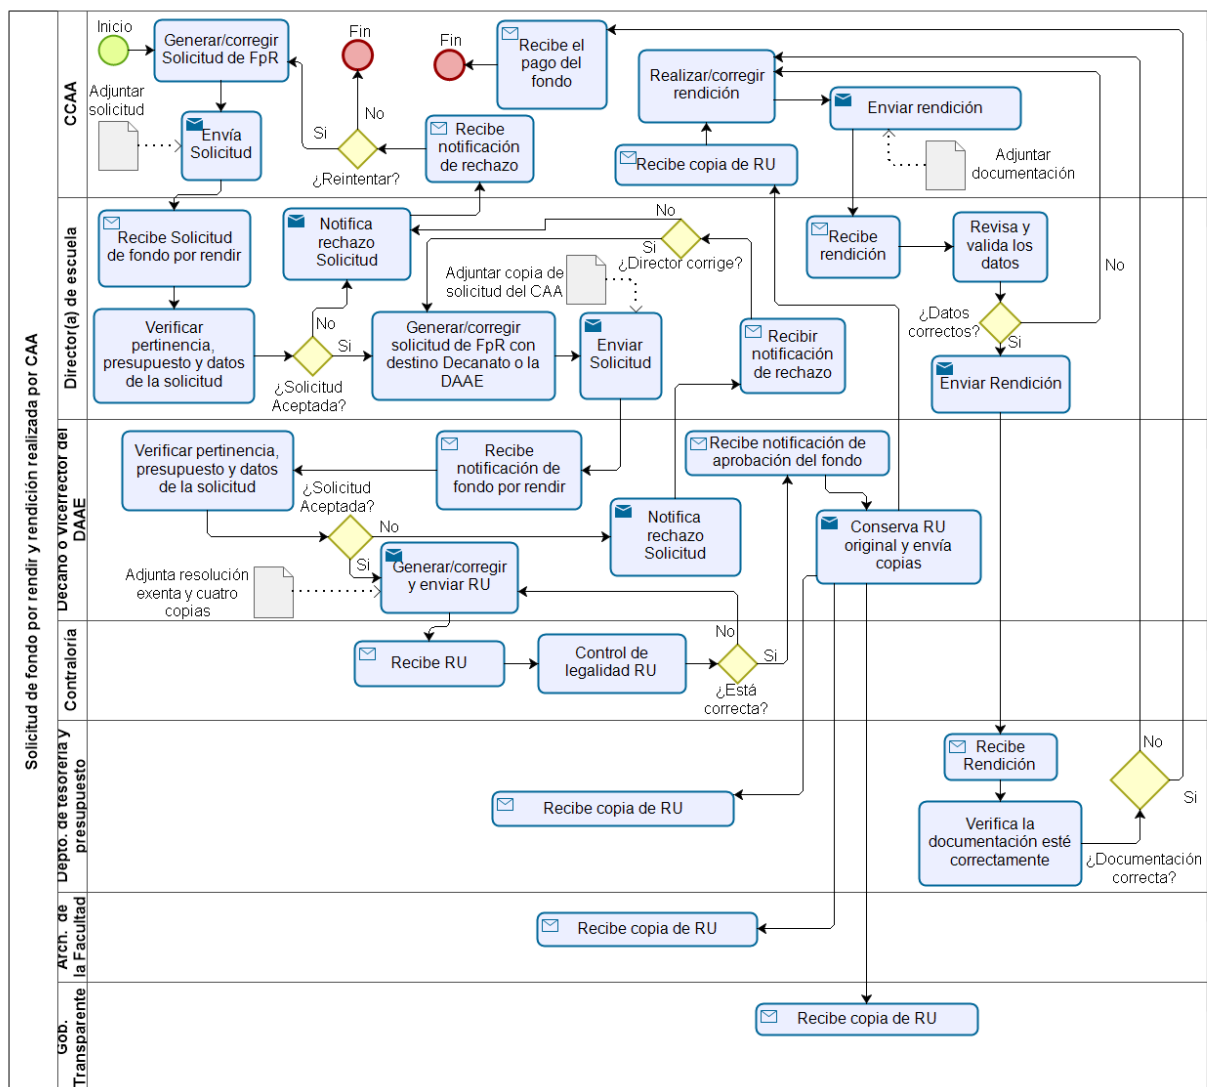 Solicitud de fondo por rendir y rendición realizada por CAA
CCAA
Inicio
Generar/corregir
Solicitud de FpR
Fin
Fin
Recibe el
pago del
fondo
Realizar/corregir
rendición
Enviar rendición
Adjuntar
solicitud
Envía
Solicitud
Si
No
¿Reintentar?
Recibe
notificación
de rechazo
Recibe copia de RU
Adjuntar
documentación
Director(a) de escuela
Recibe Solicitud
de fondo por rendir
Notifica
rechazo
Solicitud
No
Si
¿Director corrige?
Recibe
rendición
Revisa y
valida los
datos
No
Adjuntar copia de
solicitud del CAA
Verificar
pertinencia,
presupuesto y datos
de la solicitud
No
Si
¿Solicitud
Aceptada?
Generar/corregir
solicitud de FpR con
destino Decanato o la
DAAE
Enviar
Solicitud
Recibir
notificación
de rechazo
¿Datos
correctos?
Si
Enviar Rendición
Decano o Vicerrector del
DAAE
Verificar pertinencia,
presupuesto y datos
de la solicitud
Recibe
notificación de
fondo por rendir
Recibe notificación de
aprobación del fondo
¿Solicitud
Aceptada?
No
Si
Notifica
rechazo
Solicitud
Conserva RU
original y envía
copias
Adjunta resolución
exenta y cuatro
copias
Generar/corregir
y enviar RU
Contraloría
Recibe RU
Control de
legalidad RU
No
Si
¿Está
correcta?
Depto. de tesorería y
presupuesto
Recibe copia de RU
Recibe
Rendición
No
Si
Verifica la
documentación esté
correctamente
¿Documentación
correcta?
Arch. de
la Facultad
Recibe copia de RU
Gob.
Transparente
Recibe copia de RU